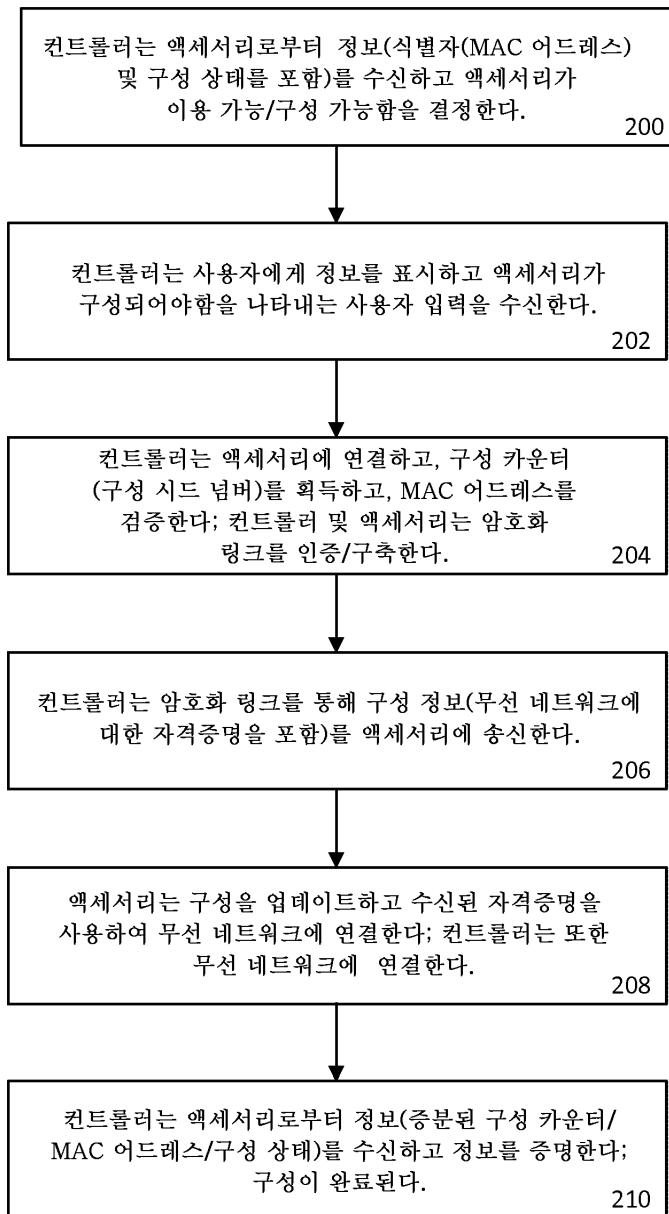 컨트롤러는 액세서리로부터 정보(식별자(MAC 어드레스)
및 구성 상태를 포함)를 수신하고 액세서리가
이용 가능/구성 가능함을 결정한다.
200
컨트롤러는 사용자에게 정보를 표시하고 액세서리가
구성되어야함을 나타내는 사용자 입력을 수신한다.
202
컨트롤러는 액세서리에 연결하고, 구성 카운터
(구성 시드 넘버)를 획득하고, MAC 어드레스를
검증한다; 컨트롤러 및 액세서리는 암호화
링크를 인증/구축한다.
204
컨트롤러는 암호화 링크를 통해 구성 정보(무선 네트워크에
대한 자격증명을 포함)를 액세서리에 송신한다.
206
액세서리는 구성을 업데이트하고 수신된 자격증명을
사용하여 무선 네트워크에 연결한다; 컨트롤러는 또한
무선 네트워크에 연결한다.
208
컨트롤러는 액세서리로부터 정보(증분된 구성 카운터/
MAC 어드레스/구성 상태)를 수신하고 정보를 증명한다;
구성이 완료된다.
210